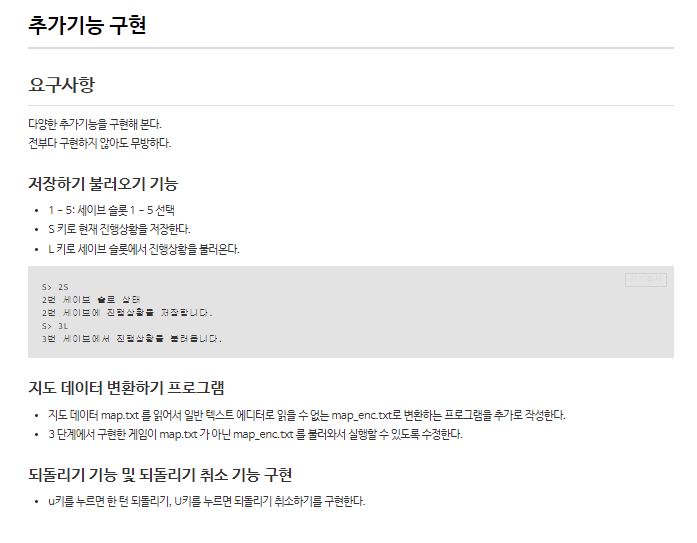 추가기능 구현
요구사항
다양한 추가기능을 구현해 본다.
전부다 구현하지 않아도 무방하다.
저장하기 불러오기 기능
• 1 ~ 5: 세이브 슬롯 1 ~ 5 선택
• S 키로 현재 진행상황을 저장한다.
• L 키로 세이브 슬롯에서 진행상황을 불러온다.
S> 2S
2번 세이브
2번 세이브에 진행상황을 저장합니다.
S> 3L
3번 세이브에서 진행상황을 불러옵니다.
지도 데이터 변환하기 프로그램
• 지도 데이터 map.txt 를 읽어서 일반 텍스트 에디터로 읽을 수 없는 map_enc.txt로 변환하는 프로그램을 추가로 작성한다.
• 3 단계에서 구현한 게임이 map.txt 가 아닌 map_enc.txt 를 불러와서 실행할 수 있도록 수정한다.
되돌리기 기능 및 되돌리기 취소 기능 구현
• u키를 누르면 한 턴 되돌리기, U키를 누르면 되돌리기 취소하기를 구현한다.